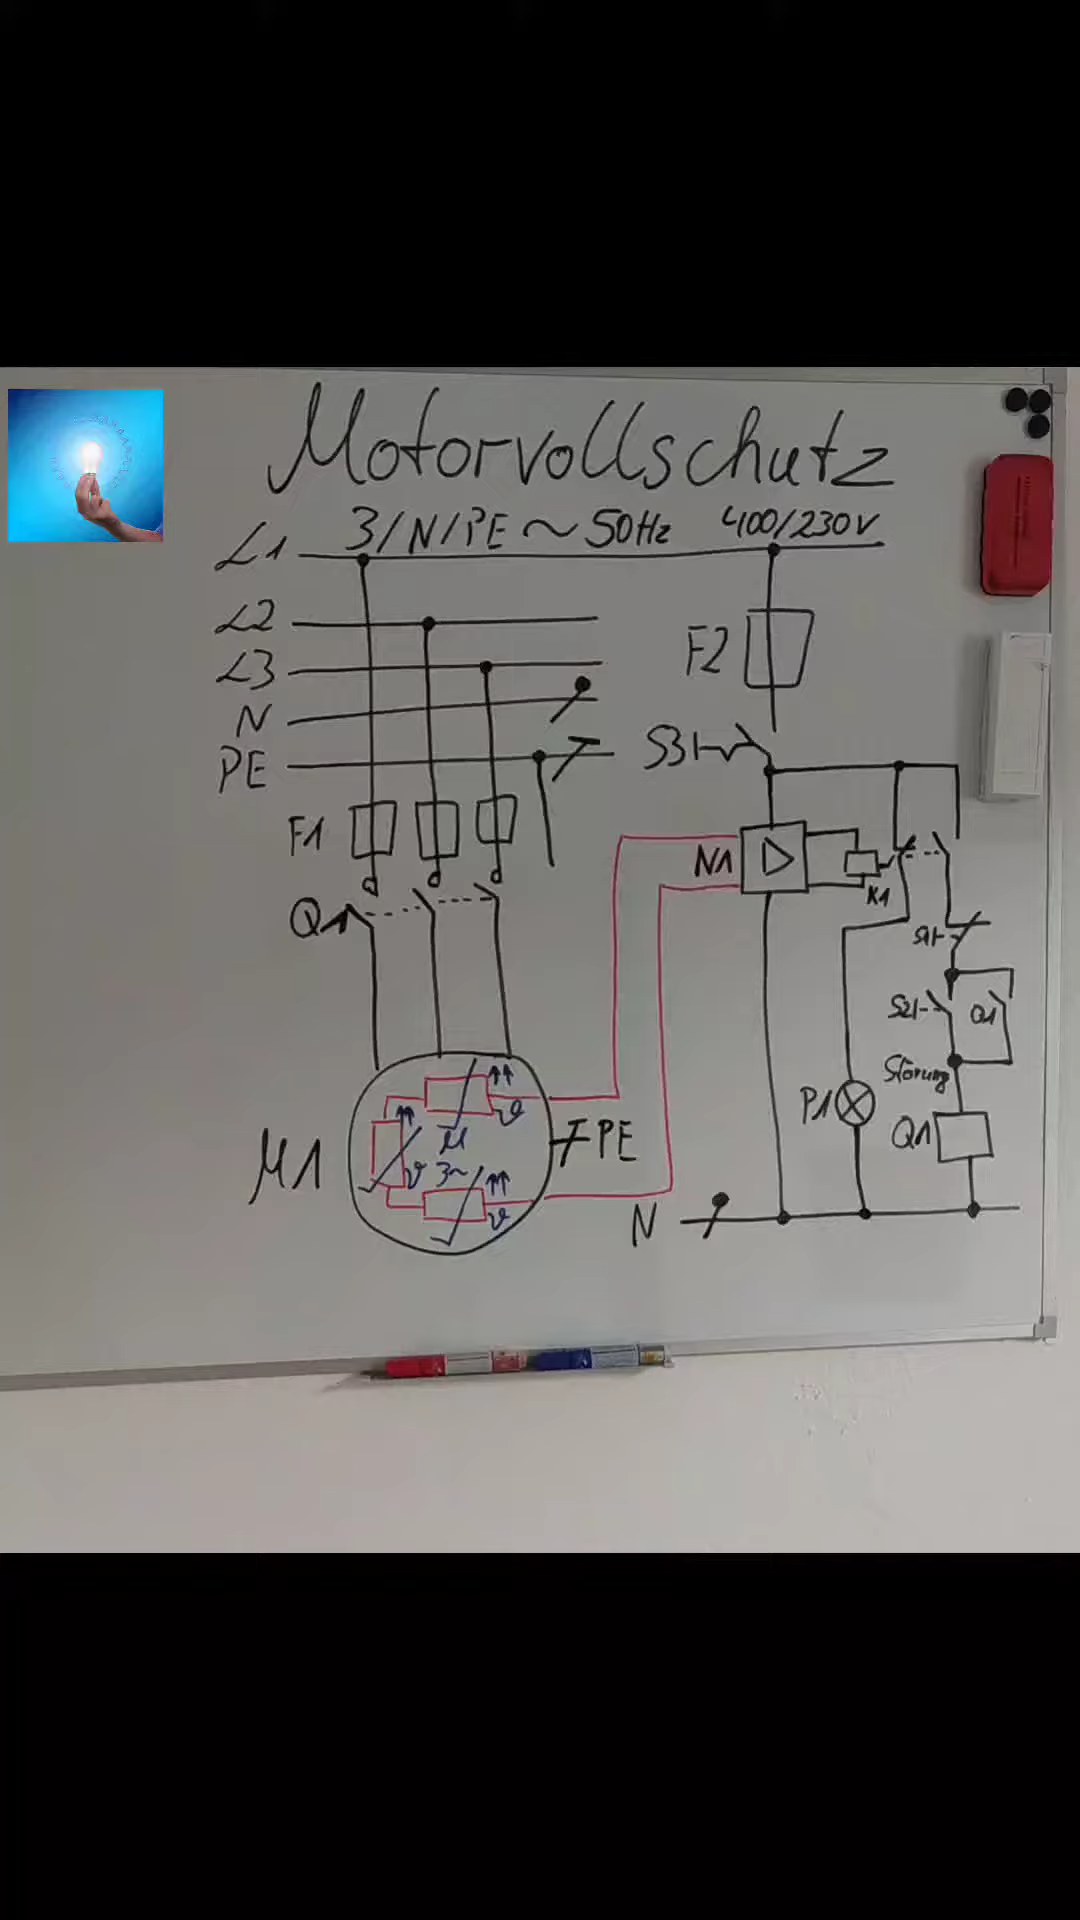 Motorvollschutz
3/N/PE ~ 50Hz 400/230V
L1
L2
L3
N
PE
F2
S3
F1
Q1
N1
K1
S1
S2
Q1
Störung
P1
Q1
M1
M
3~
ϑ
ϑ
ϑ
PE
N